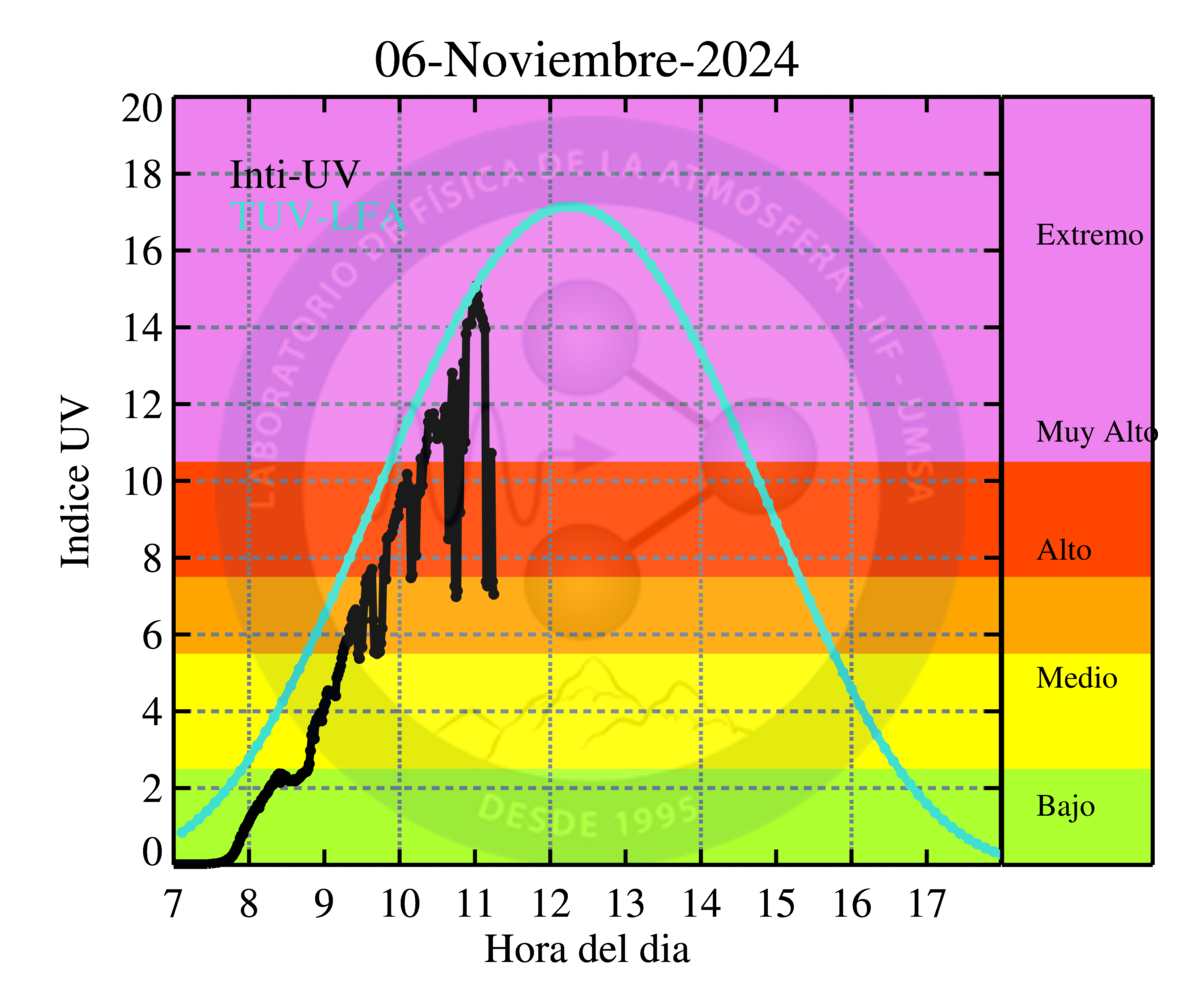 06-Noviembre-2024
Inti-UV
TUV-LFA
LABORATORIO DE FÍSICA DE LA ATMÓSFERA - IIF - UMSA
DESDE 1995
Indice UV
20
18
16
14
12
10
8
6
4
2
0
7 8 9 10 11 12 13 14 15 16 17
Hora del dia
Extremo
Muy Alto
Alto
Medio
Bajo